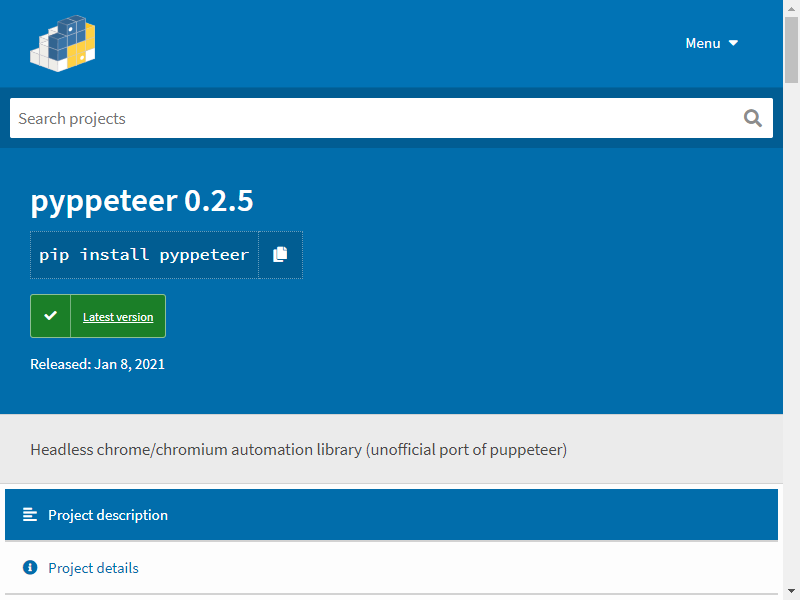 Menu
Search projects
pyppeteer 0.2.5
pip install pyppeteer
Latest version
Released: Jan 8, 2021
Headless chrome/chromium automation library (unofficial port of puppeteer)
Project description
Project details